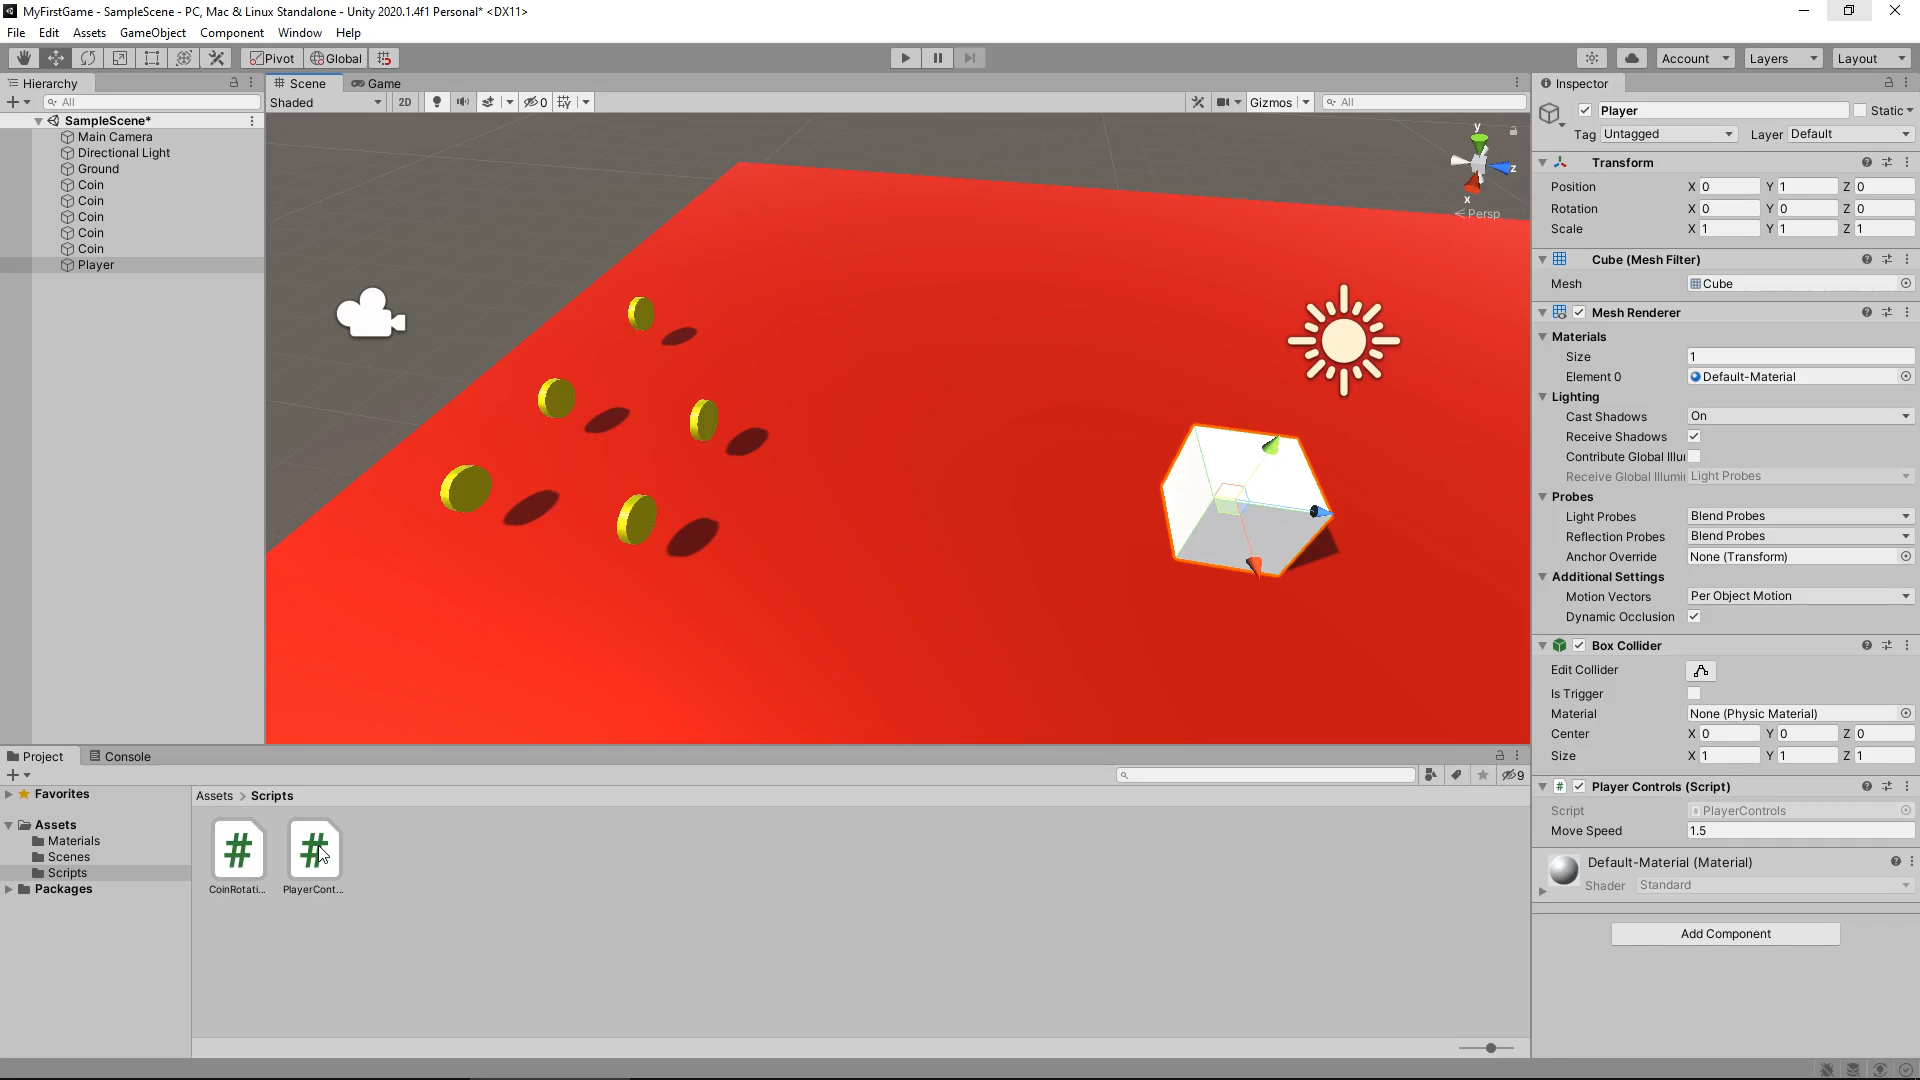 MyFirstGame - SampleScene - PC, Mac & Linux Standalone - Unity 2020.1.4f1 Personal* <DX11>
File Edit Assets GameObject Component Window Help
Pivot Global Account Layers Layout
Hierarchy
All
SampleScene*
Main Camera
Directional Light
Ground
Coin
Coin
Coin
Coin
Coin
Player
Scene Game
Shaded 2D 0 Gizmos All
y
z
x
Persp
Inspector
Player Static
Tag Untagged Layer Default
Transform
Position X 0 Y 1 Z 0
Rotation X 0 Y 0 Z 0
Scale X 1 Y 1 Z 1
Cube (Mesh Filter)
Mesh Cube
Mesh Renderer
Materials
Size 1
Element 0 Default-Material
Lighting
Cast Shadows On
Receive Shadows
Contribute Global Illu
Receive Global Illumi Light Probes
Probes
Light Probes Blend Probes
Reflection Probes Blend Probes
Anchor Override None (Transform)
Additional Settings
Motion Vectors Per Object Motion
Dynamic Occlusion
Box Collider
Edit Collider
Is Trigger
Material None (Physic Material)
Center X 0 Y 0 Z 0
Size X 1 Y 1 Z 1
# Player Controls (Script)
Script PlayerControls
Move Speed 1.5
Default-Material (Material)
Shader Standard
Add Component
Project Console
9
Favorites
Assets
Materials
Scenes
Scripts
Packages
Assets > Scripts
# #
CoinRotati... PlayerCont...